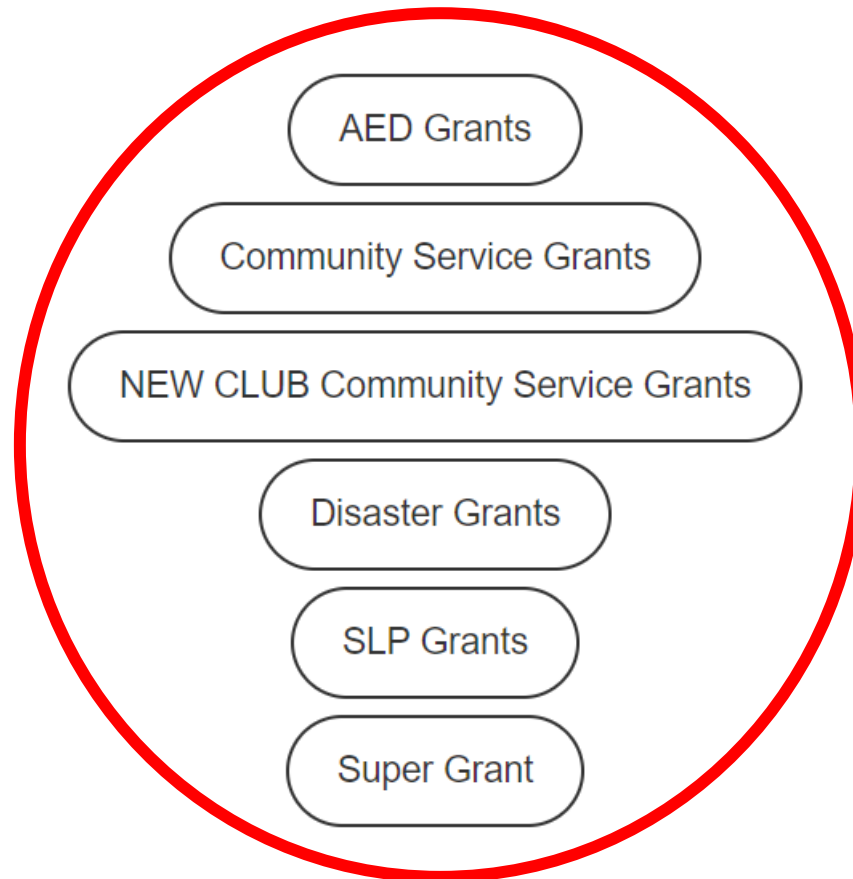 AED Grants
Community Service Grants
NEW CLUB Community Service Grants
Disaster Grants
SLP Grants
Super Grant